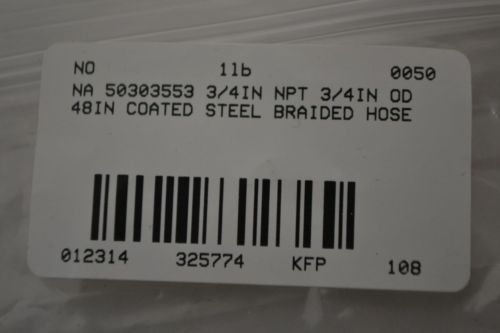 NO 1lb 0050
NA 50303553 3/4IN NPT 3/4IN OD
48IN COATED STEEL BRAIDED HOSE
012314 325774 KFP 108